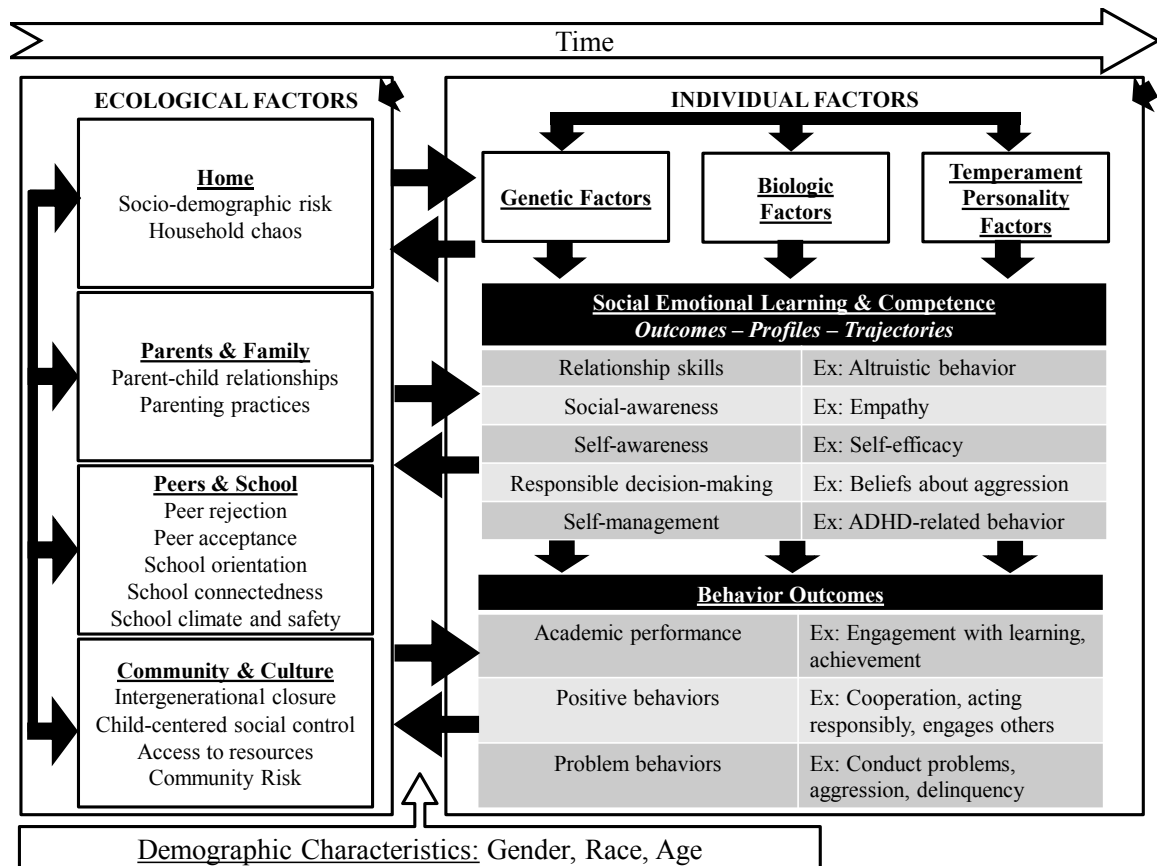 Time
ECOLOGICAL FACTORS
Home
Socio-demographic risk
Household chaos
Parents & Family
Parent-child relationships
Parenting practices
Peers & School
Peer rejection
Peer acceptance
School orientation
School connectedness
School climate and safety
Community & Culture
Intergenerational closure
Child-centered social control
Access to resources
Community Risk
INDIVIDUAL FACTORS
Genetic Factors
Biologic
Factors
Temperament
Personality
Factors
Social Emotional Learning & Competence
Outcomes – Profiles – Trajectories
Relationship skills
Ex: Altruistic behavior
Social-awareness
Ex: Empathy
Self-awareness
Ex: Self-efficacy
Responsible decision-making
Ex: Beliefs about aggression
Self-management
Ex: ADHD-related behavior
Behavior Outcomes
Academic performance
Ex: Engagement with learning,
achievement
Positive behaviors
Ex: Cooperation, acting
responsibly, engages others
Problem behaviors
Ex: Conduct problems,
aggression, delinquency
Demographic Characteristics: Gender, Race, Age